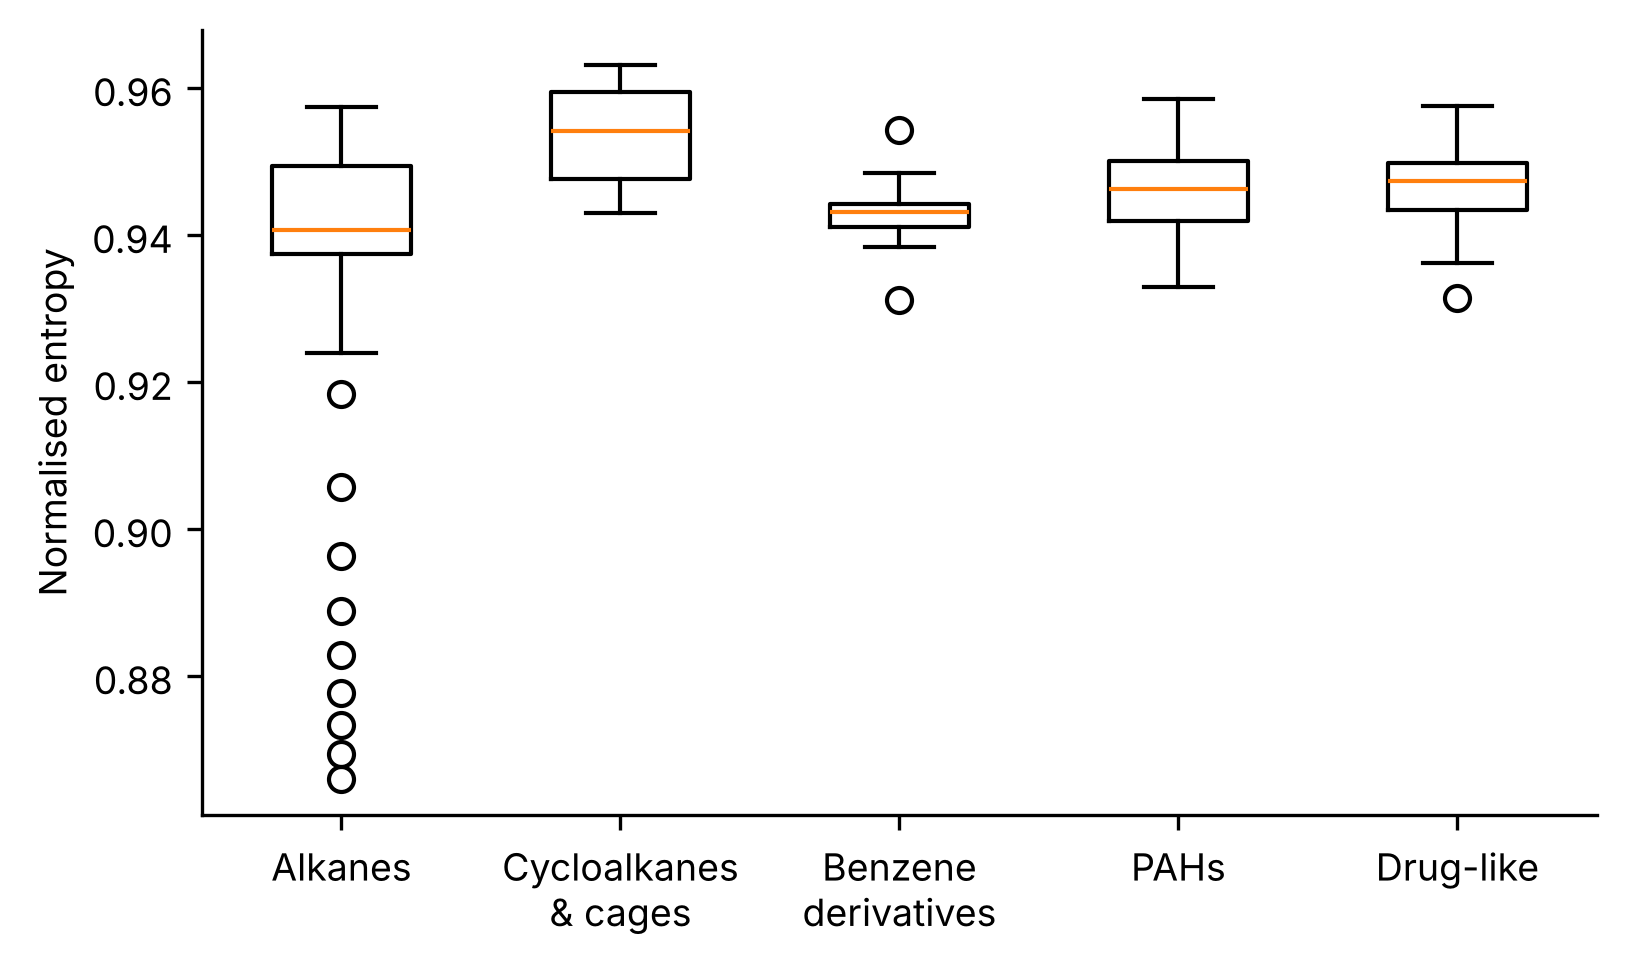 Normalised entropy
0.96
0.94
0.92
0.90
0.88
Alkanes
Cycloalkanes
& cages
Benzene
derivatives
PAHs
Drug-like